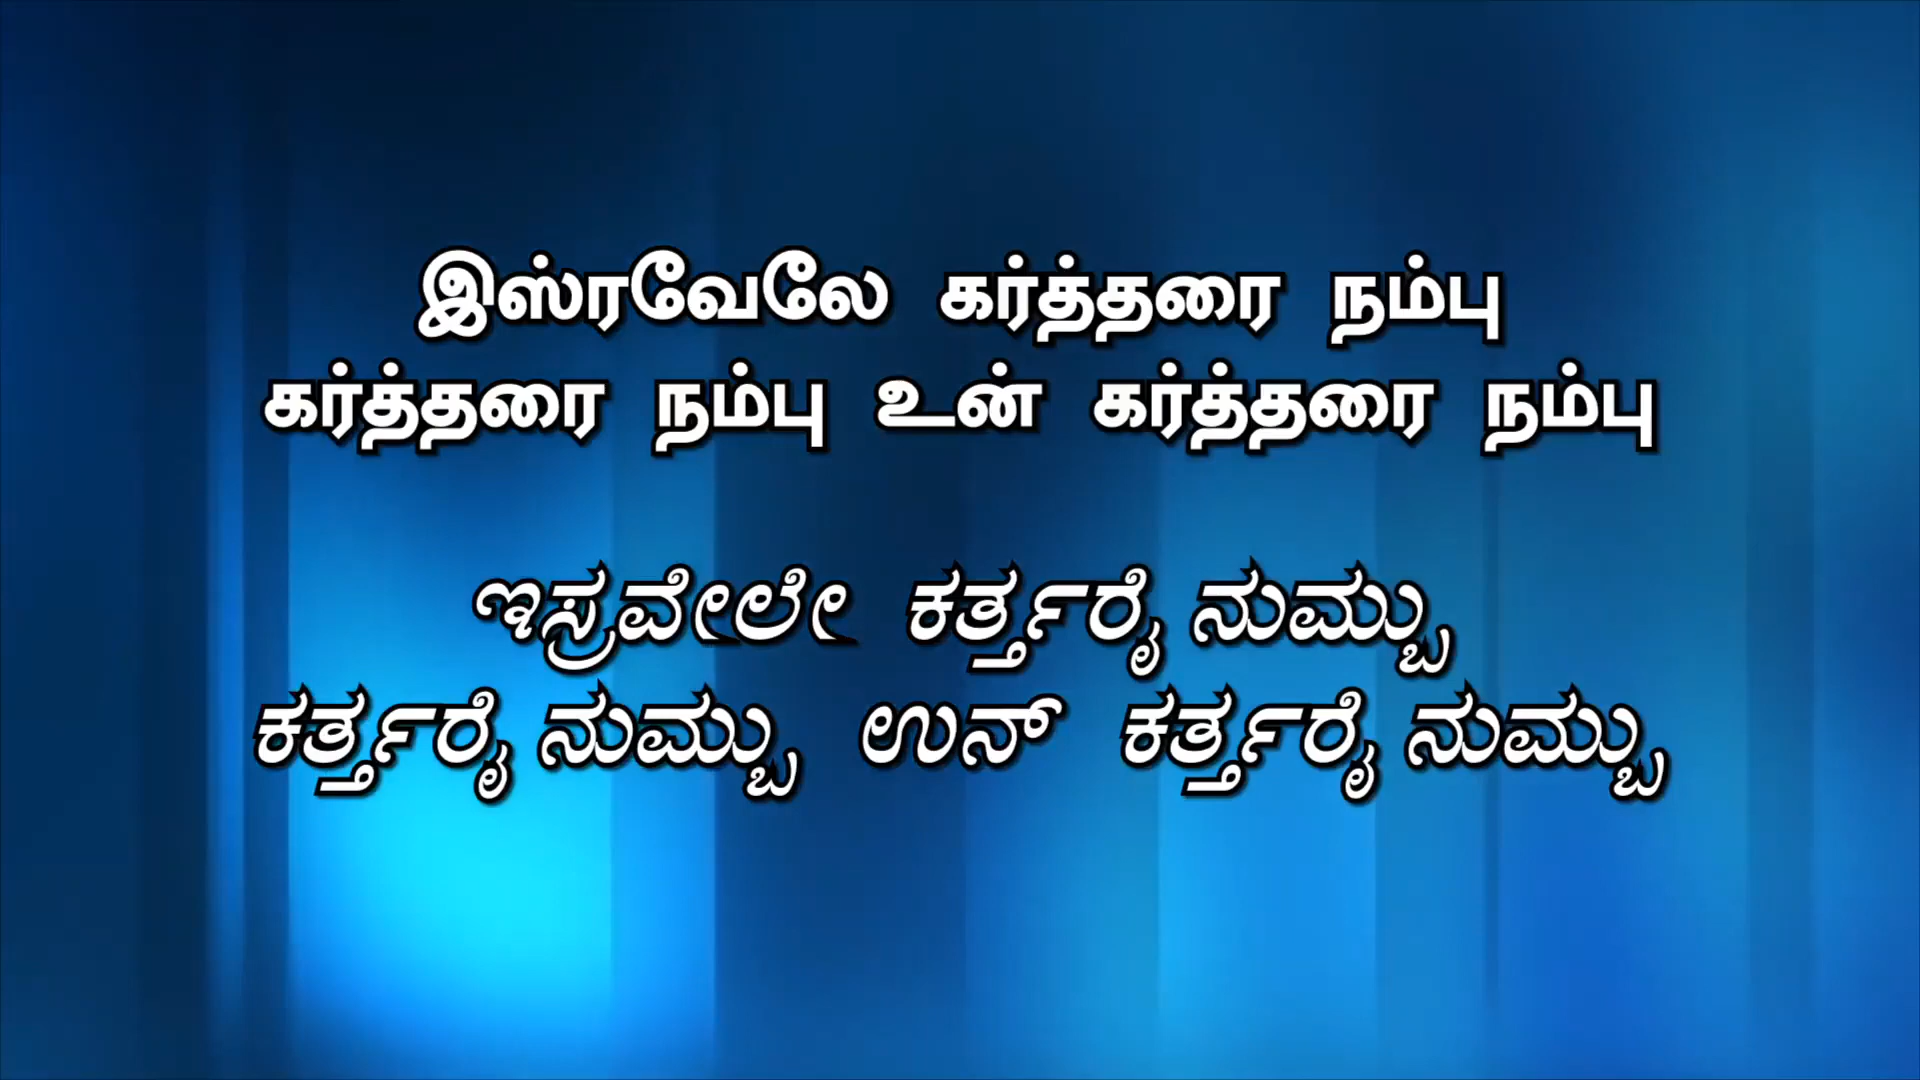 இஸ்ரவேலே கர்த்தரை நம்பு
கர்த்தரை நம்பு உன் கர்த்தரை நம்பு
ಇಸ್ರವೇಲೇ ಕರ್ತ್ತರೈ ನುಮ್ಬು
ಕರ್ತ್ತರೈ ನುಮ್ಬು ಉನ್ ಕರ್ತ್ತರೈ ನುಮ್ಬು